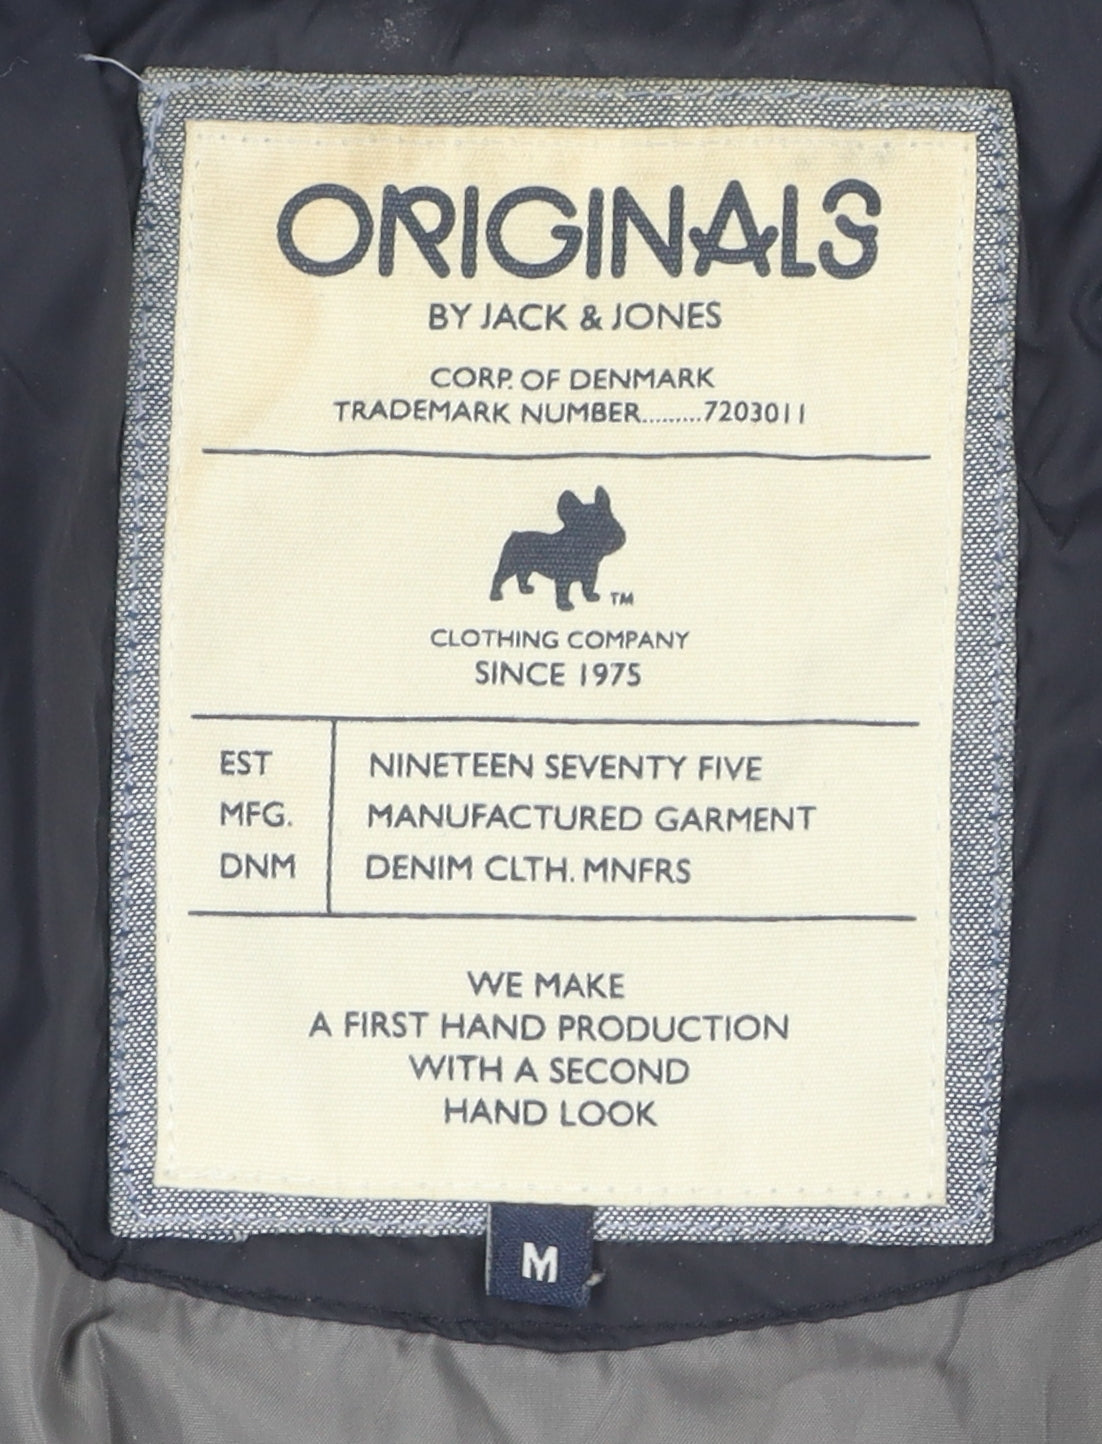 ORIGINALS
BY JACK & JONES
CORP. OF DENMARK
TRADEMARK NUMBER.........7203011
TM
CLOTHING COMPANY
SINCE 1975
EST NINETEEN SEVENTY FIVE
MFG. MANUFACTURED GARMENT
DNM DENIM CLTH. MNFRS
WE MAKE
A FIRST HAND PRODUCTION
WITH A SECOND
HAND LOOK
M